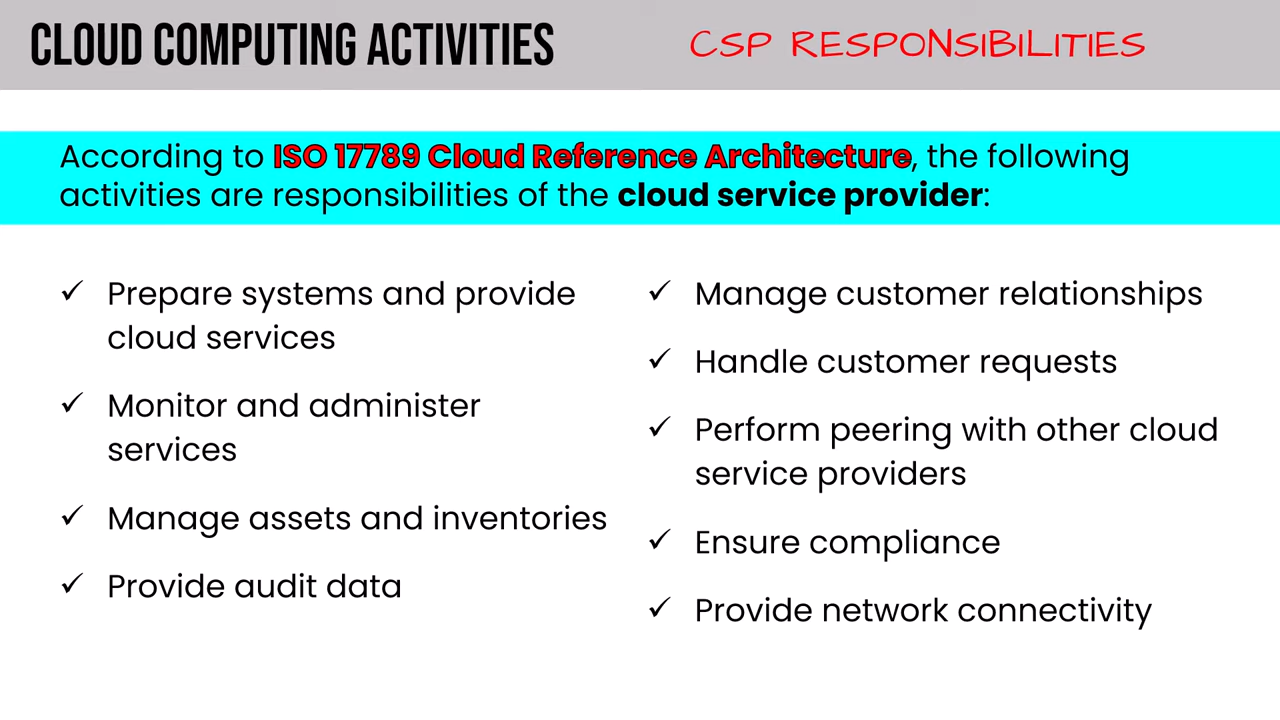 CLOUD COMPUTING ACTIVITIES
CSP RESPONSIBILITIES
According to ISO 17789 Cloud Reference Architecture, the following
activities are responsibilities of the cloud service provider:
✓ Prepare systems and provide
cloud services
✓ Monitor and administer
services
✓ Manage assets and inventories
✓ Provide audit data
✓ Manage customer relationships
✓ Handle customer requests
✓ Perform peering with other cloud
service providers
✓ Ensure compliance
✓ Provide network connectivity